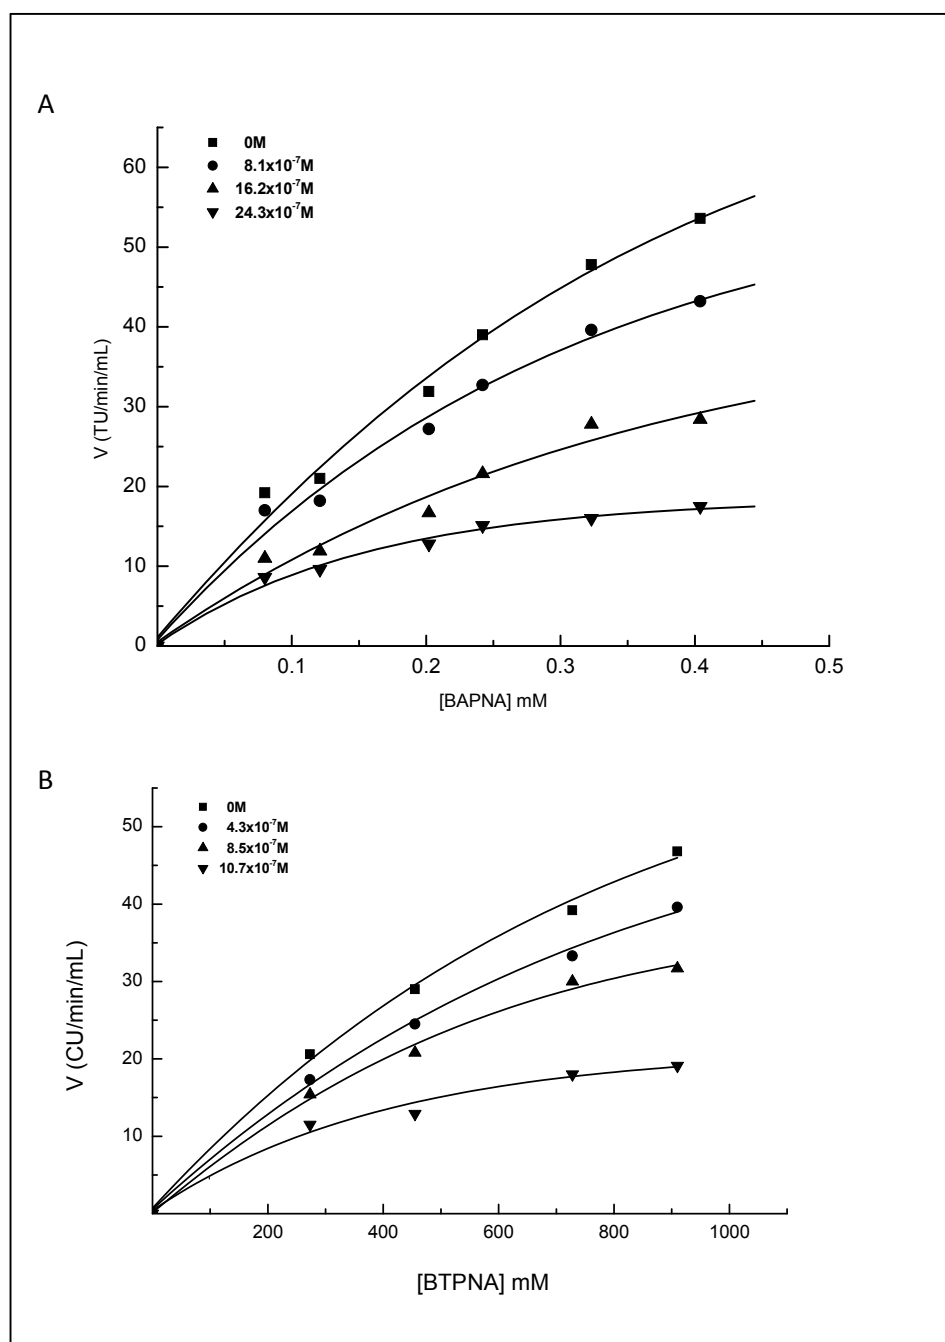 A
0M
8.1x10⁻⁷M
16.2x10⁻⁷M
24.3x10⁻⁷M
60
50
40
30
20
10
0
V (TU/min/mL)
0.1 0.2 0.3 0.4 0.5
[BAPNA] mM
B
0M
4.3x10⁻⁷M
8.5x10⁻⁷M
10.7x10⁻⁷M
50
40
30
20
10
V (CU/min/mL)
200 400 600 800 1000
[BTPNA] mM